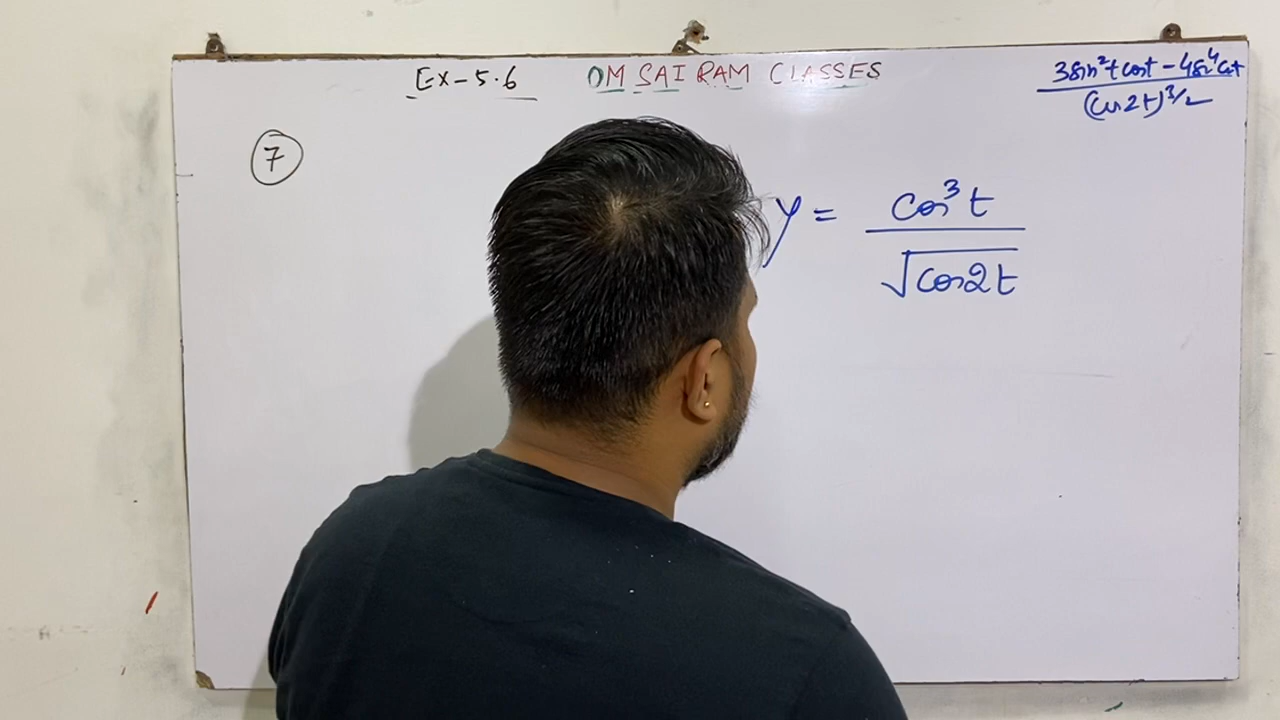 Ex-5.6 OM SAI RAM CLASSES
3sin²t cost - 4sin⁴t cost
(cos2t)^3/2
7
y = cos³t
√cos2t